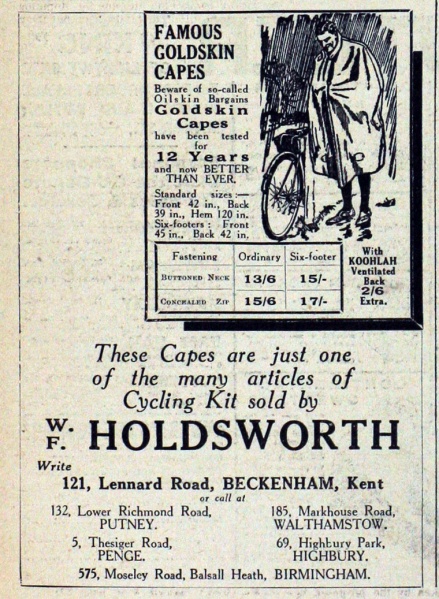 FAMOUS
GOLDSKIN
CAPES
Beware of so-called
Oilskin Bargains
Goldskin
Capes
have been tested
for
12 Years
and now BETTER
THAN EVER.
Standard sizes :—
Front 42 in., Back
39 in., Hem 120 in.
Six-footers : Front
45 in., Back 42 in.
Fastening Ordinary Six-footer
BUTTONED NECK 13/6 15/-
CONCEALED ZIP 15/6 17/-
With
KOOHLAH
Ventilated
Back
2/6
Extra.
These Capes are just one
of the many articles of
Cycling Kit sold by
W. F. HOLDSWORTH
Write
121, Lennard Road, BECKENHAM, Kent
or call at
132, Lower Richmond Road,
PUTNEY.
185, Markhouse Road,
WALTHAMSTOW.
5, Thesiger Road,
PENGE.
69, Highbury Park,
HIGHBURY.
575, Moseley Road, Balsall Heath, BIRMINGHAM.